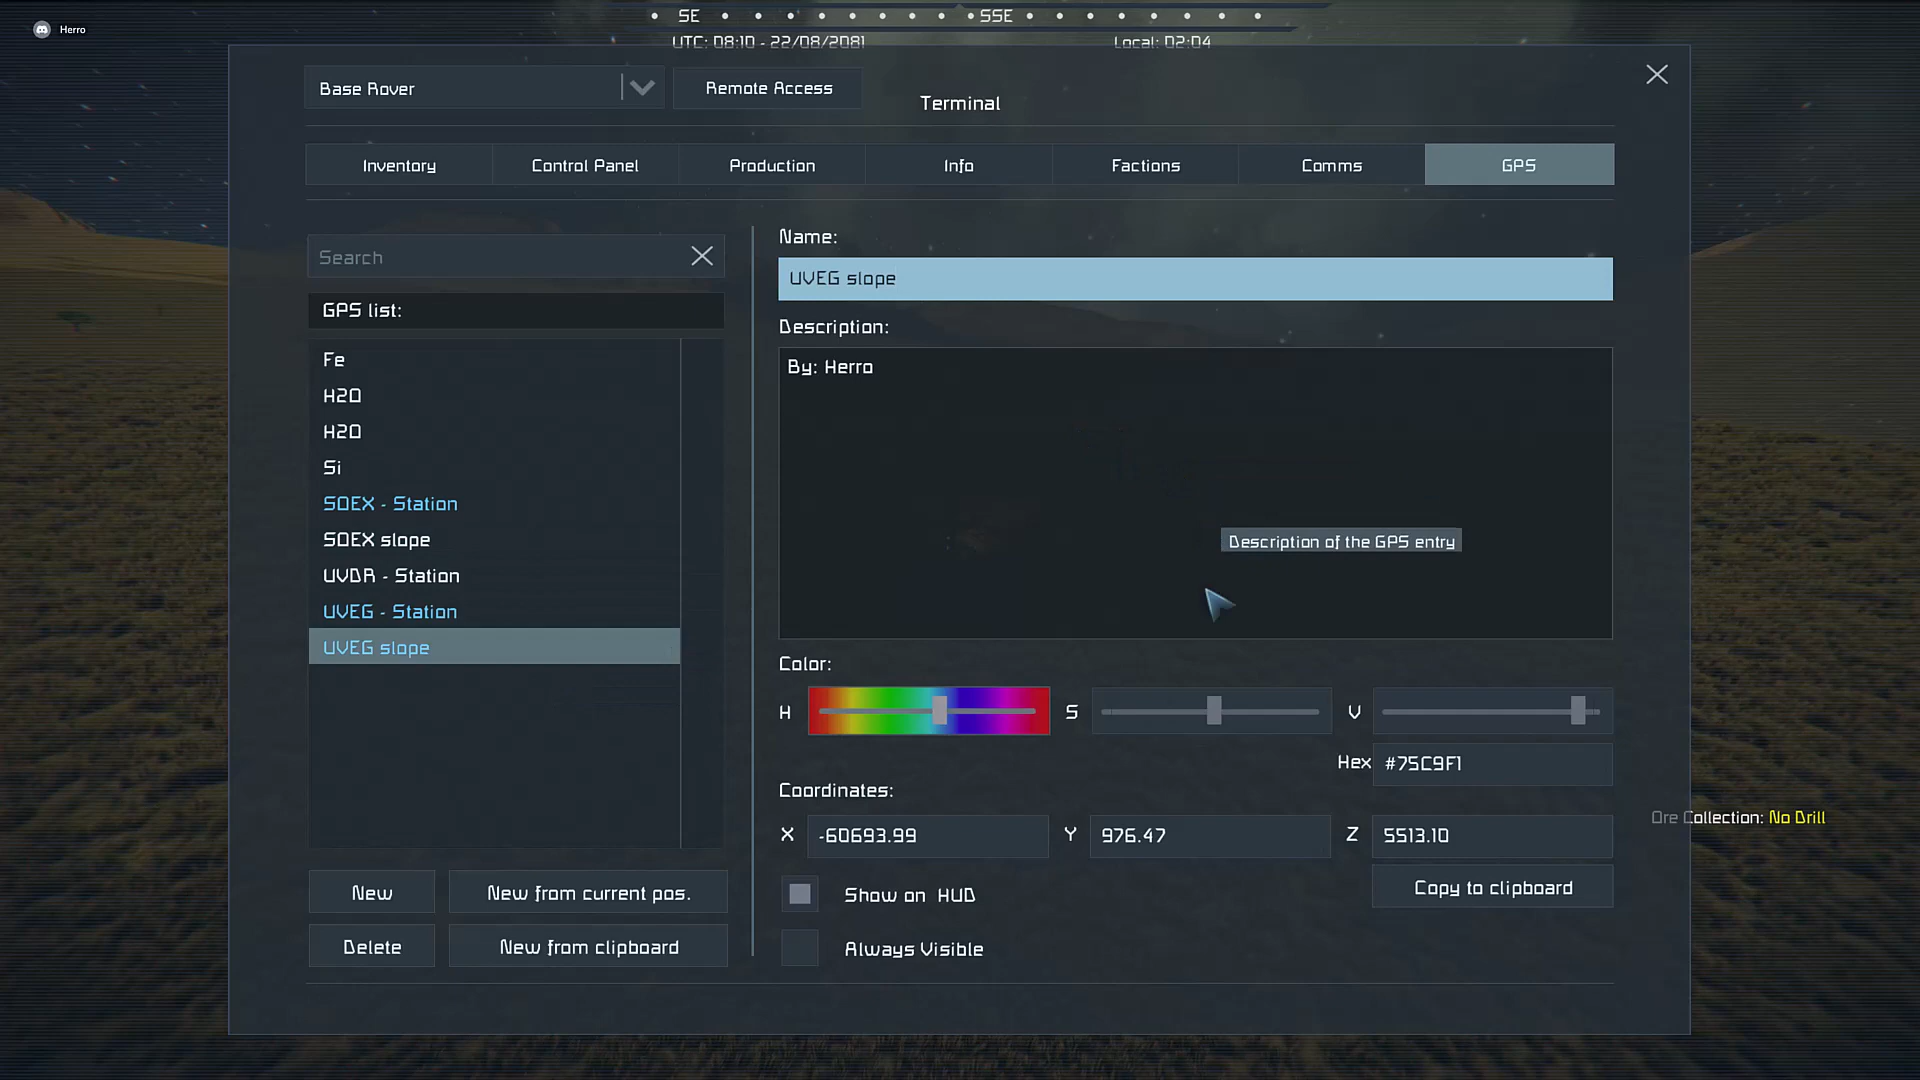 Herro
SE
SSE
UTC: 08:10 - 22/08/2081
Local: 02:04
Base Rover
Remote Access
Terminal
Inventory
Control Panel
Production
Info
Factions
Comms
GPS
Search
GPS list:
Fe
H2O
H2O
Si
SOEX - Station
SOEX slope
UVDR - Station
UVEG - Station
UVEG slope
New
New from current pos.
Delete
New from clipboard
Name:
UVEG slope
Description:
By: Herro
Description of the GPS entry
Color:
H
S
V
Hex #75C9F1
Coordinates:
X -60693.99
Y 976.47
Z 5513.10
Show on HUD
Copy to clipboard
Always Visible
Ore Collection: No Drill